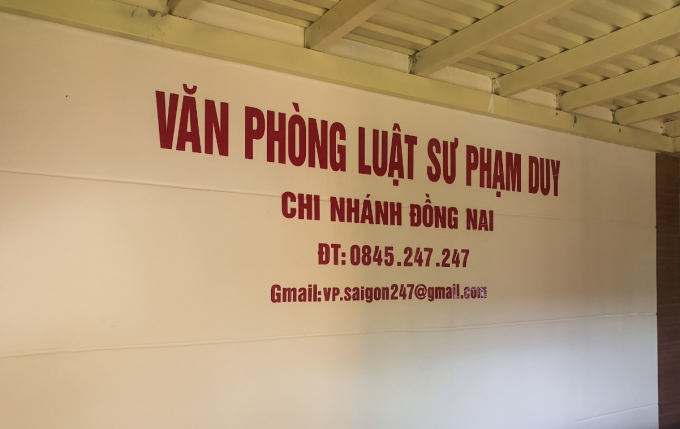 VĂN PHÒNG LUẬT SƯ PHẠM DUY
CHI NHÁNH ĐỒNG NAI
ĐT: 0845.247.247
Gmail:vp.saigon247@gmail.com